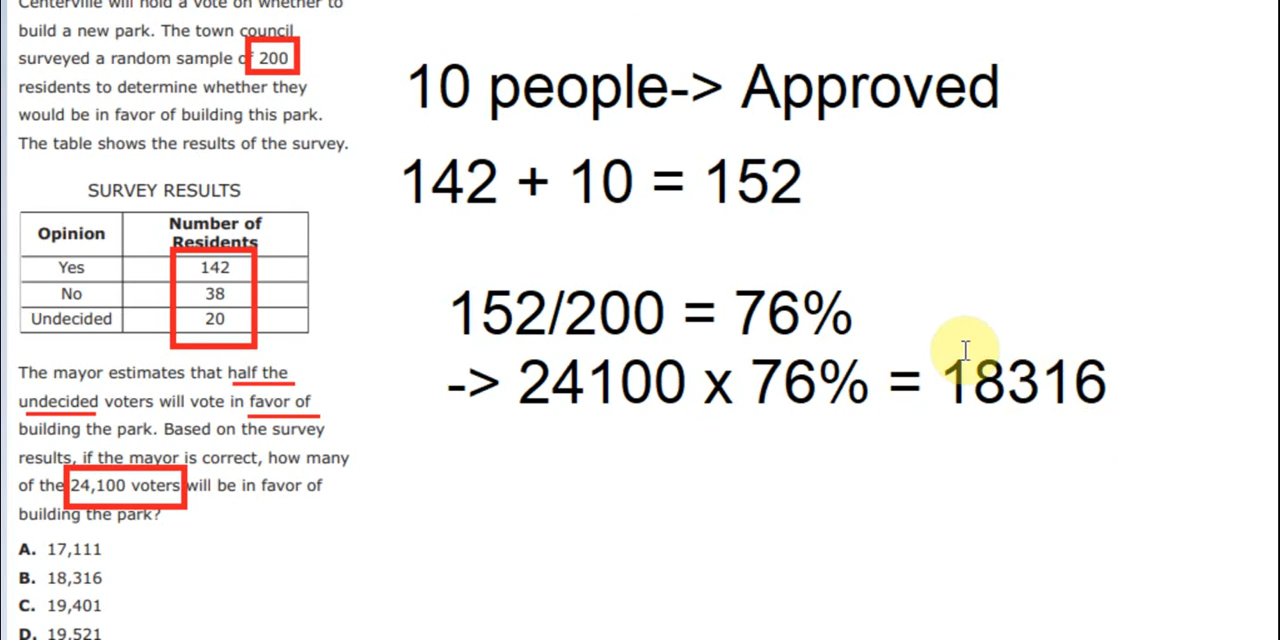 Centerville will hold a vote on whether to
build a new park. The town council
surveyed a random sample of 200
residents to determine whether they
would be in favor of building this park.
The table shows the results of the survey.
SURVEY RESULTS
Opinion Number of Residents
Yes 142
No 38
Undecided 20
The mayor estimates that half the
undecided voters will vote in favor of
building the park. Based on the survey
results, if the mayor is correct, how many
of the 24,100 voters will be in favor of
building the park?
A. 17,111
B. 18,316
C. 19,401
D. 19,521
10 people-> Approved
142 + 10 = 152
152/200 = 76%
-> 24100 x 76% = 18316